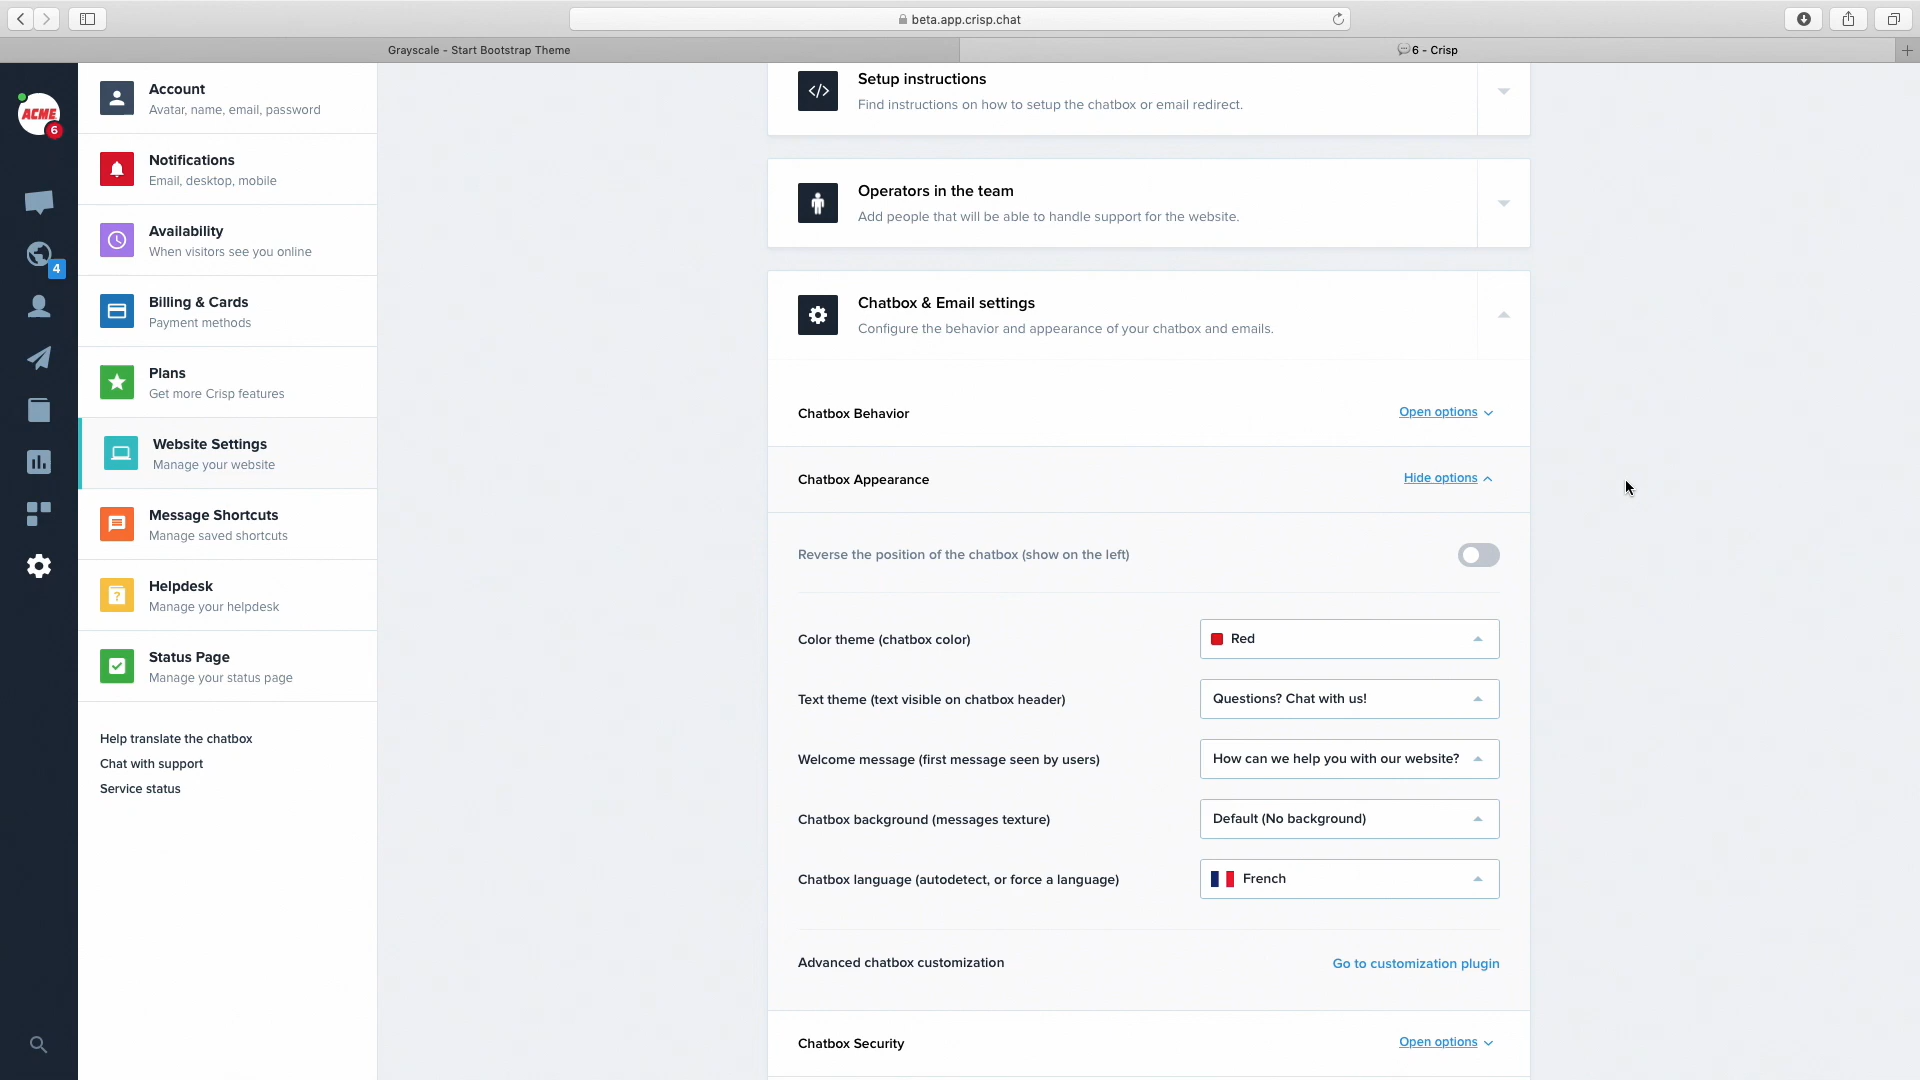 beta.app.crisp.chat
Grayscale - Start Bootstrap Theme
6 - Crisp
ACME
6
4
Account
Avatar, name, email, password
Notifications
Email, desktop, mobile
Availability
When visitors see you online
Billing & Cards
Payment methods
Plans
Get more Crisp features
Website Settings
Manage your website
Message Shortcuts
Manage saved shortcuts
Helpdesk
Manage your helpdesk
Status Page
Manage your status page
Help translate the chatbox
Chat with support
Service status
Setup instructions
Find instructions on how to setup the chatbox or email redirect.
Operators in the team
Add people that will be able to handle support for the website.
Chatbox & Email settings
Configure the behavior and appearance of your chatbox and emails.
Chatbox Behavior
Open options
Chatbox Appearance
Hide options
Reverse the position of the chatbox (show on the left)
Color theme (chatbox color)
Red
Text theme (text visible on chatbox header)
Questions? Chat with us!
Welcome message (first message seen by users)
How can we help you with our website?
Chatbox background (messages texture)
Default (No background)
Chatbox language (autodetect, or force a language)
French
Advanced chatbox customization
Go to customization plugin
Chatbox Security
Open options